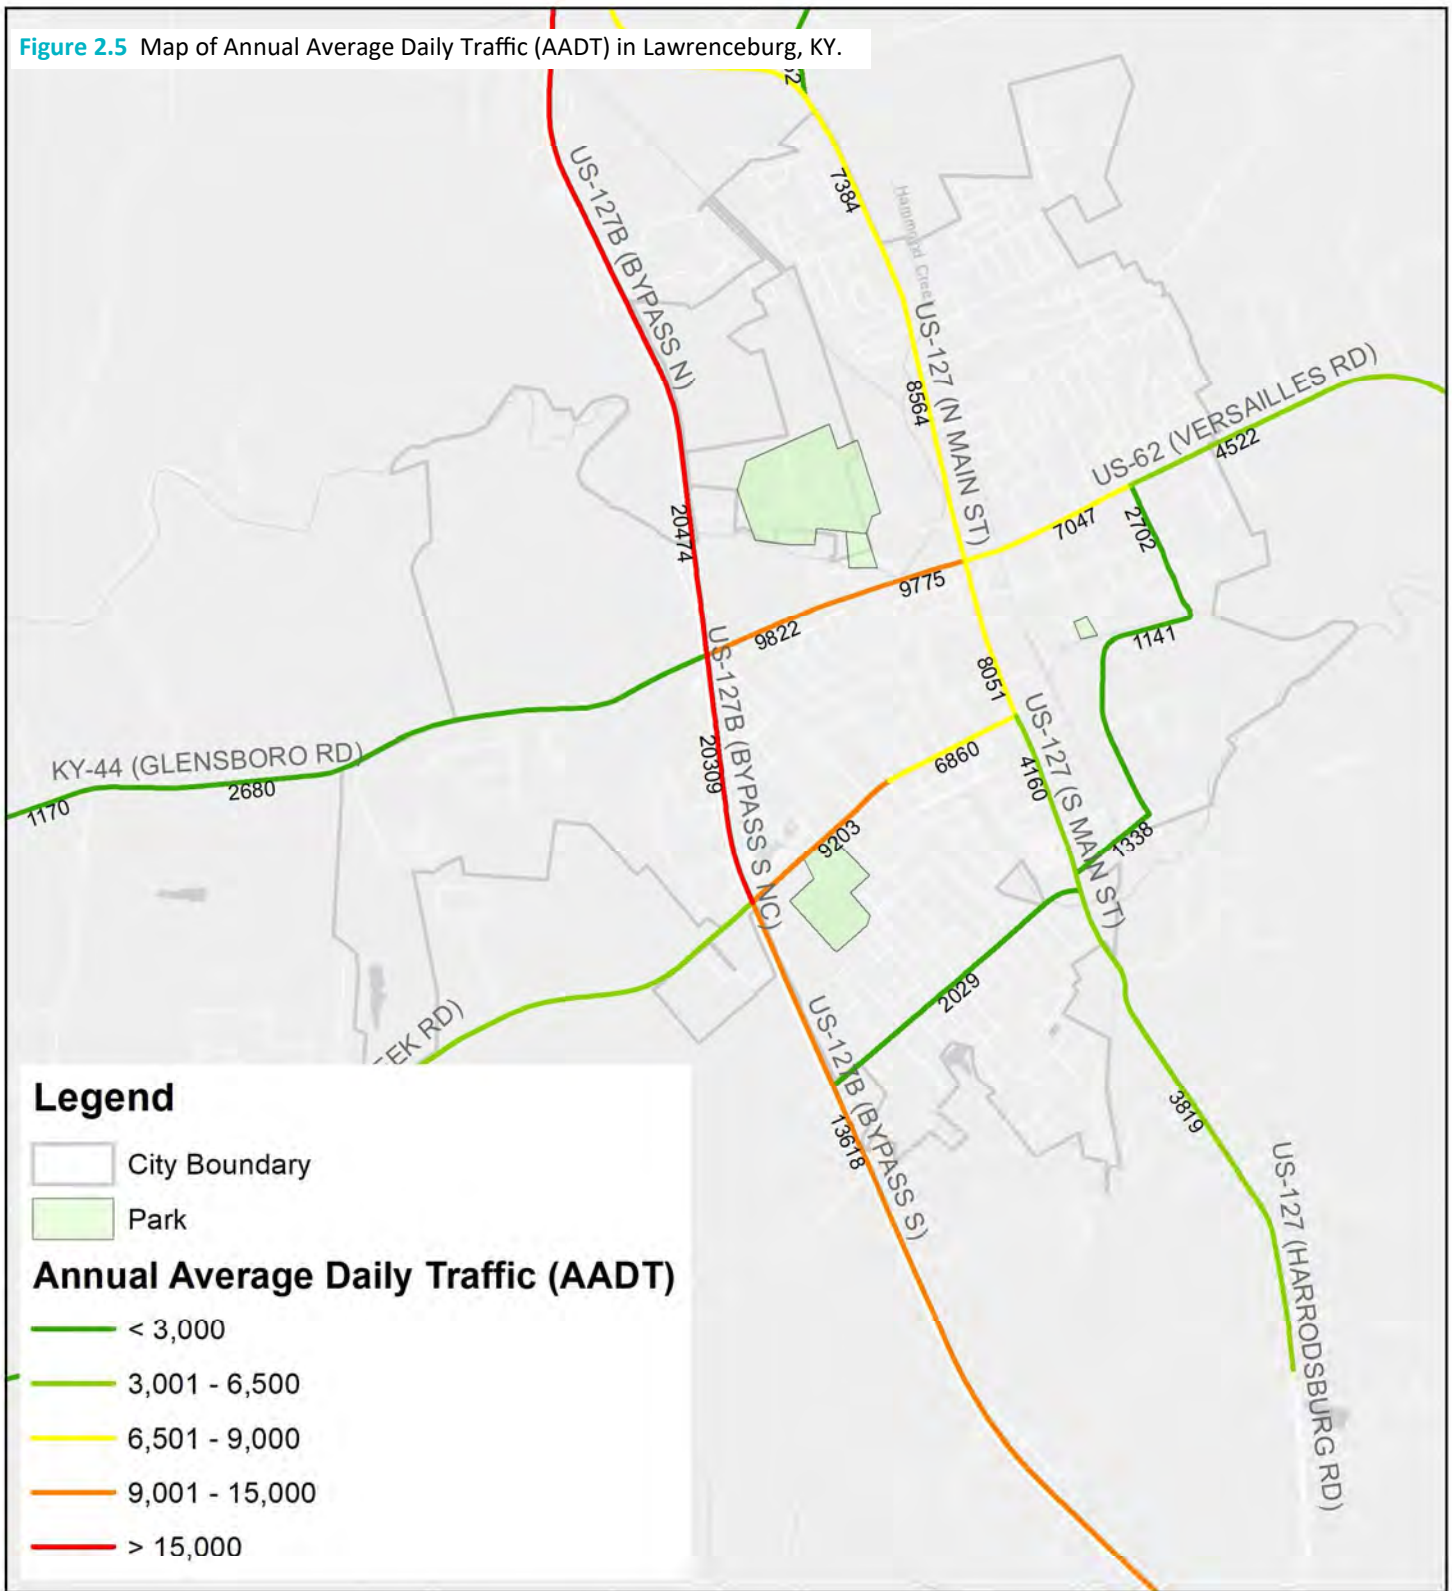 Figure 2.5 Map of Annual Average Daily Traffic (AADT) in Lawrenceburg, KY.
US-127B (BYPASS N)
7384
US-127 (N MAIN ST)
8564
US-62 (VERSAILLES RD)
4522
7047
2702
20474
9775
9822
1141
8051
US-127B (BYPASS S NC)
20309
KY-44 (GLENSBORO RD)
2680
1170
6860
US-127 (S MAIN ST)
4160
9203
1338
2029
EEK RD)
US-127B (BYPASS S)
13618
3819
US-127 (HARRODSBURG RD)
Legend
City Boundary
Park
Annual Average Daily Traffic (AADT)
< 3,000
3,001 - 6,500
6,501 - 9,000
9,001 - 15,000
> 15,000